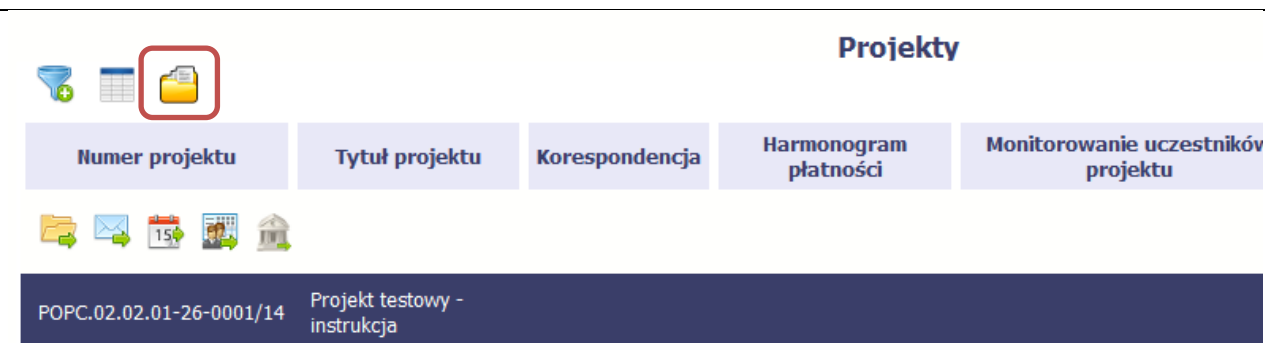 Projekty
Numer projektu Tytuł projektu Korespondencja Harmonogram płatności Monitorowanie uczestników projektu
15
POPC.02.02.01-26-0001/14 Projekt testowy - instrukcja